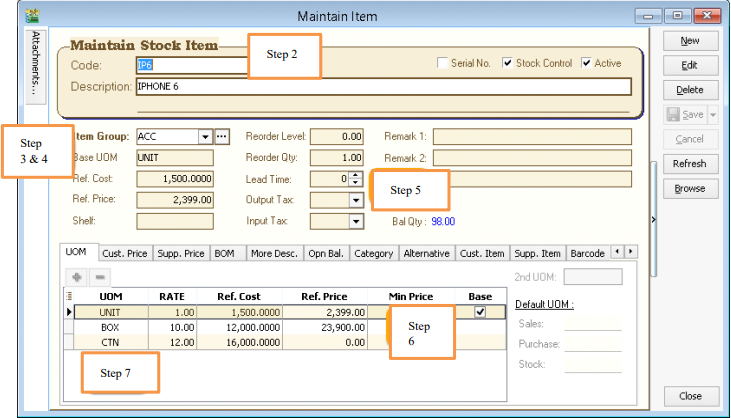 Maintain Item
Attachments...
Maintain Stock Item
Step 2
Code: IP6
Serial No. Stock Control Active
Description: IPHONE 6
New
Edit
Delete
Save
Cancel
Refresh
Browse
Step
3 & 4
Item Group: ACC Reorder Level: 0.00 Remark 1:
Base UOM UNIT Reorder Qty: 1.00 Remark 2:
Ref. Cost: 1,500.0000 Lead Time: 0
Step 5
Ref. Price: 2,399.00 Output Tax:
Shelf: Input Tax: Bal Qty : 98.00
UOM Cust. Price Supp. Price BOM More Desc. Opn Bal. Category Alternative Cust. Item Supp. Item Barcode
2nd UOM:
UOM RATE Ref. Cost Ref. Price Min Price Base
UNIT 1.00 1,500.0000 2,399.00
BOX 10.00 12,000.0000 23,900.00
CTN 12.00 16,000.0000 0.00
Step
6
Step 7
Default UOM :
Sales:
Purchase:
Stock:
Close